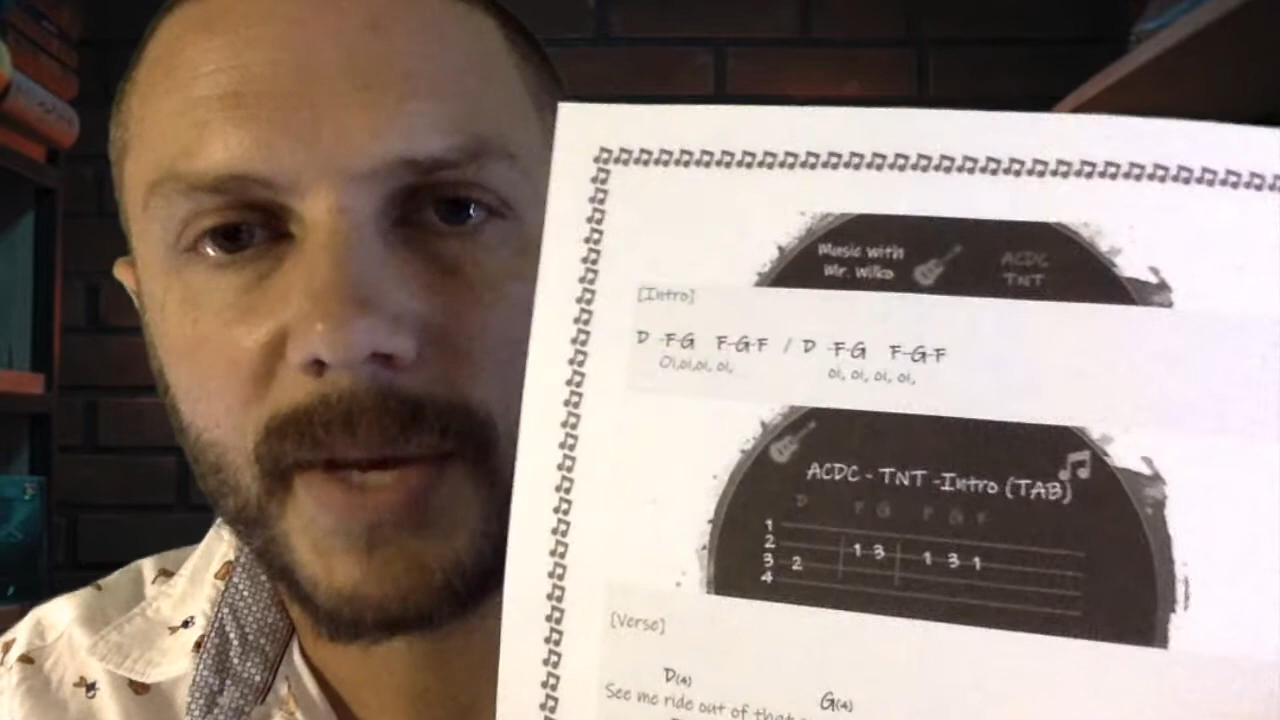 Music with
Mr. Wilko
ACDC
TNT
[Intro]
D -F-G F-G-F / D -F-G F-G-F
Oi,oi,oi, oi, oi, oi, oi, oi,
ACDC - TNT -Intro (TAB)
D F G F G F
1
2 1 3 1 3 1
3 2
4
[Verse]
D(4) G(4)
See me ride out of that